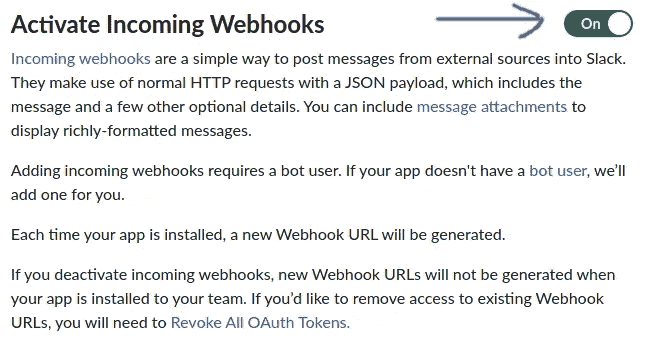 Activate Incoming Webhooks
On
Incoming webhooks are a simple way to post messages from external sources into Slack.
They make use of normal HTTP requests with a JSON payload, which includes the
message and a few other optional details. You can include message attachments to
display richly-formatted messages.
Adding incoming webhooks requires a bot user. If your app doesn't have a bot user, we’ll
add one for you.
Each time your app is installed, a new Webhook URL will be generated.
If you deactivate incoming webhooks, new Webhook URLs will not be generated when
your app is installed to your team. If you’d like to remove access to existing Webhook
URLs, you will need to Revoke All OAuth Tokens.